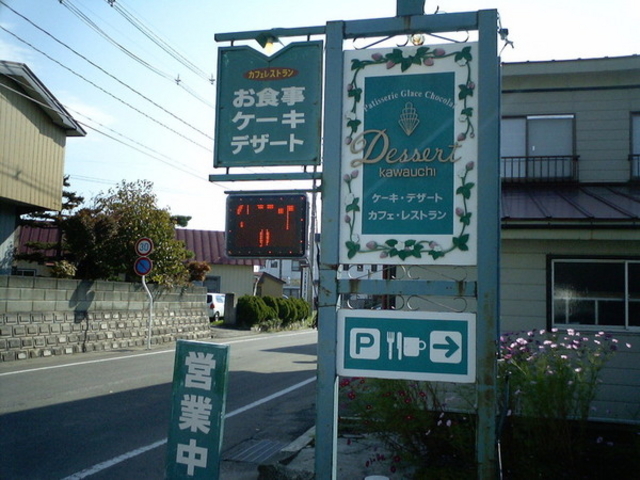 カフェレストラン
お食事
ケーキ
デザート
Patisserie Glace Chocolat
Dessert
kawauchi
ケーキ・デザート
カフェ・レストラン
P
営業中